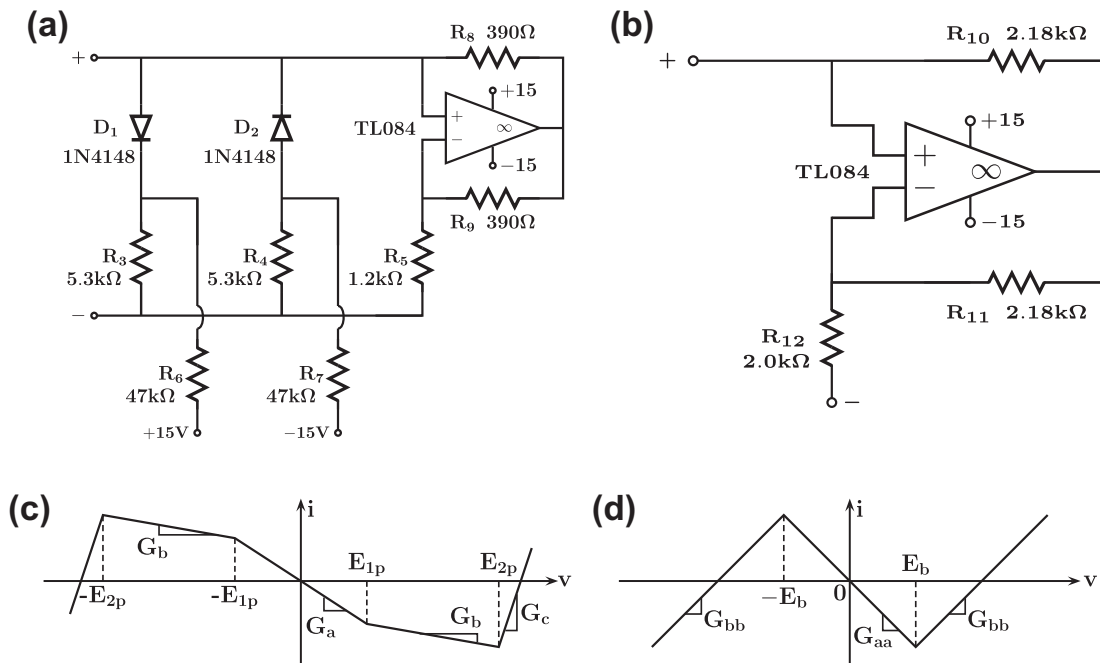 (a)
R8 390Ω
+
+15
D1
1N4148
D2
1N4148
TL084
+
−
∞
−15
R9 390Ω
R3
5.3kΩ
R4
5.3kΩ
R5
1.2kΩ
−
R6
47kΩ
R7
47kΩ
+15V
−15V
(b)
R10 2.18kΩ
+
+15
TL084
+
−
∞
−15
R11 2.18kΩ
R12
2.0kΩ
−
(c)
i
Gb
E1p
E2p
v
-E2p
-E1p
Ga
Gb
Gc
(d)
i
Eb
v
−Eb
0
Gbb
Gaa
Gbb